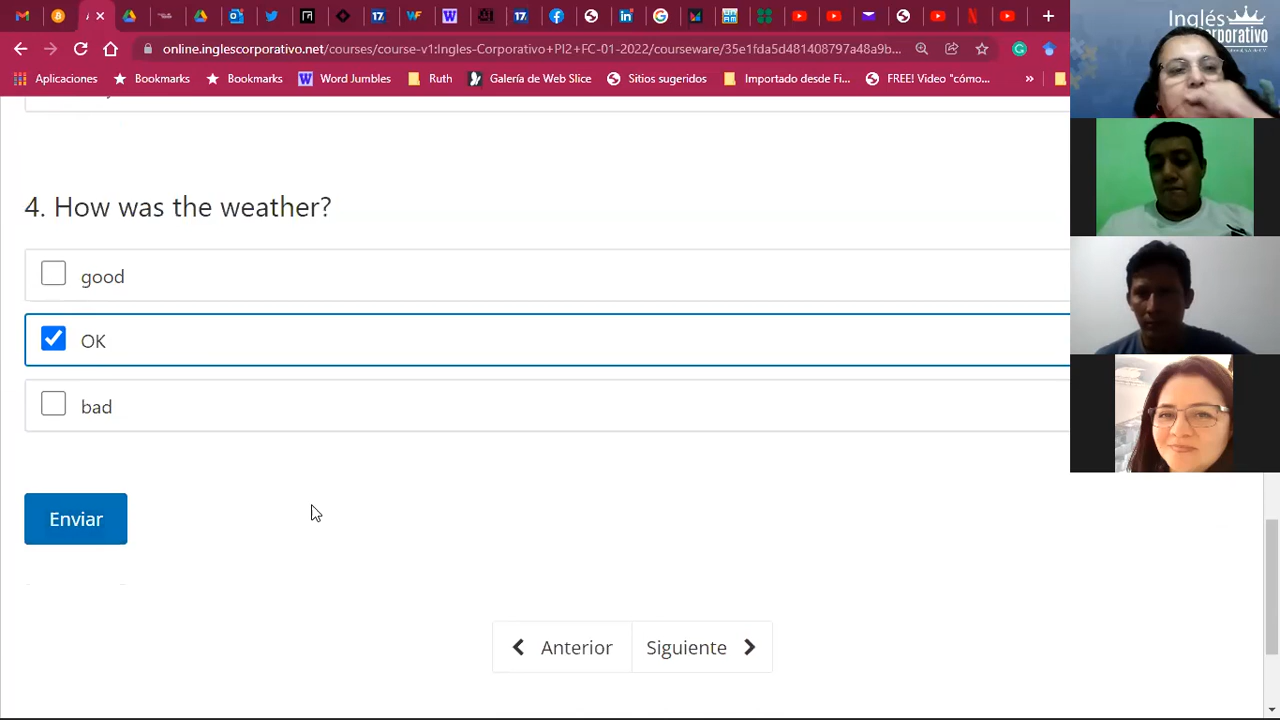 online.inglescorporativo.net/courses/course-v1:Ingles-Corporativo+PI2+FC-01-2022/courseware/35e1fda5d481408797a48a9b...
Aplicaciones Bookmarks Bookmarks Word Jumbles Ruth Galería de Web Slice Sitios sugeridos Importado desde Fi... FREE! Video "cómo... »
Inglés
Corporativo
4. How was the weather?
good
OK
bad
Enviar
Anterior Siguiente